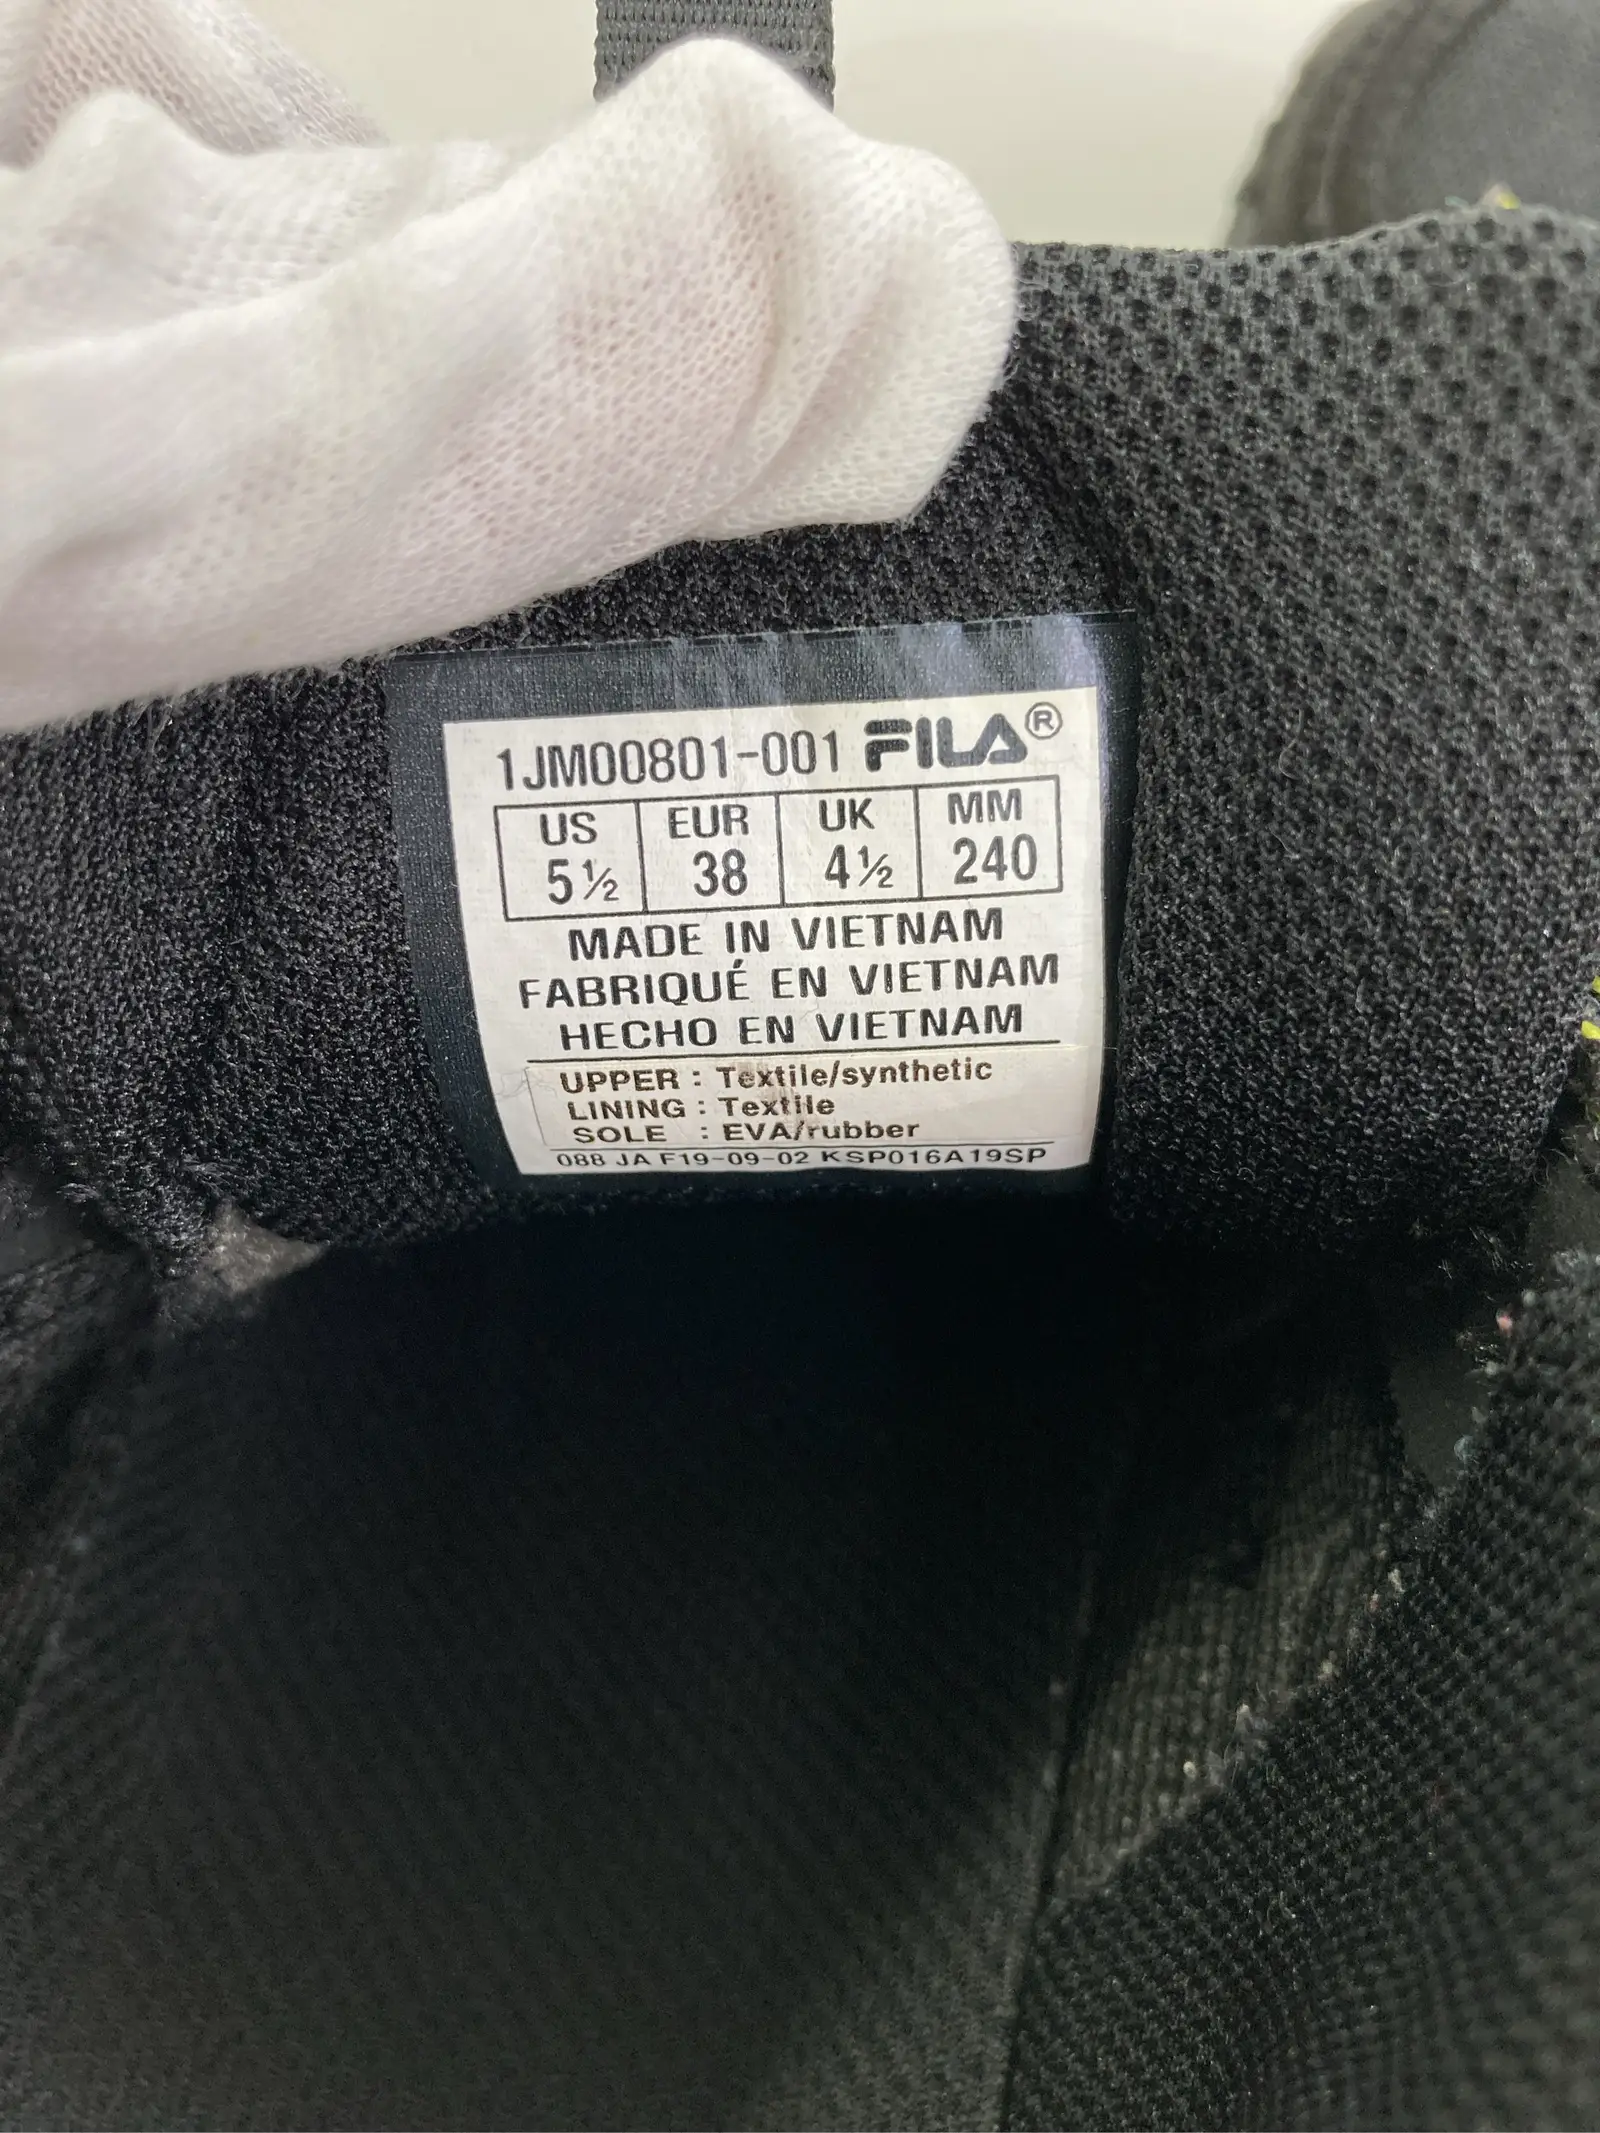 1JM00801-001 FILA®
US EUR UK MM
5½ 38 4½ 240
MADE IN VIETNAM
FABRIQUÉ EN VIETNAM
HECHO EN VIETNAM
UPPER : Textile/synthetic
LINING : Textile
SOLE : EVA/rubber
088 JA F19-09-02 KSP016A19SP